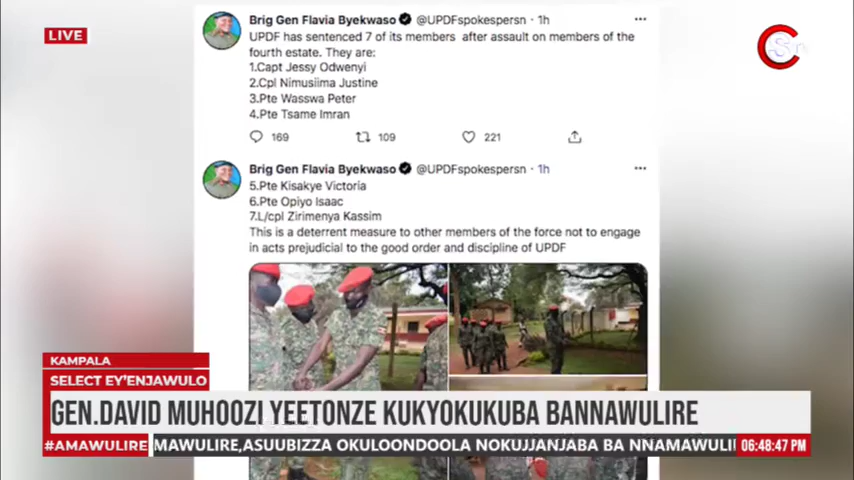 LIVE
Brig Gen Flavia Byekwaso @UPDFspokespersn · 1h
UPDF has sentenced 7 of its members after assault on members of the
fourth estate. They are:
1.Capt Jessy Odwenyi
2.Cpl Nimusiima Justine
3.Pte Wasswa Peter
4.Pte Tsame Imran
169 109 221
Brig Gen Flavia Byekwaso @UPDFspokespersn · 1h
5.Pte Kisakye Victoria
6.Pte Opiyo Isaac
7.L/cpl Zirimenya Kassim
This is a deterrent measure to other members of the force not to engage
in acts prejudicial to the good order and discipline of UPDF
KAMPALA
SELECT EY'ENJAWULO
GEN.DAVID MUHOOZI YEETONZE KUKYOKUKUBA BANNAWULIRE
#AMAWULIRE MAWULIRE,ASUUBIZZA OKULOONDOOLA NOKUJJANJABA BA NNAMAWULI 06:48:47 PM